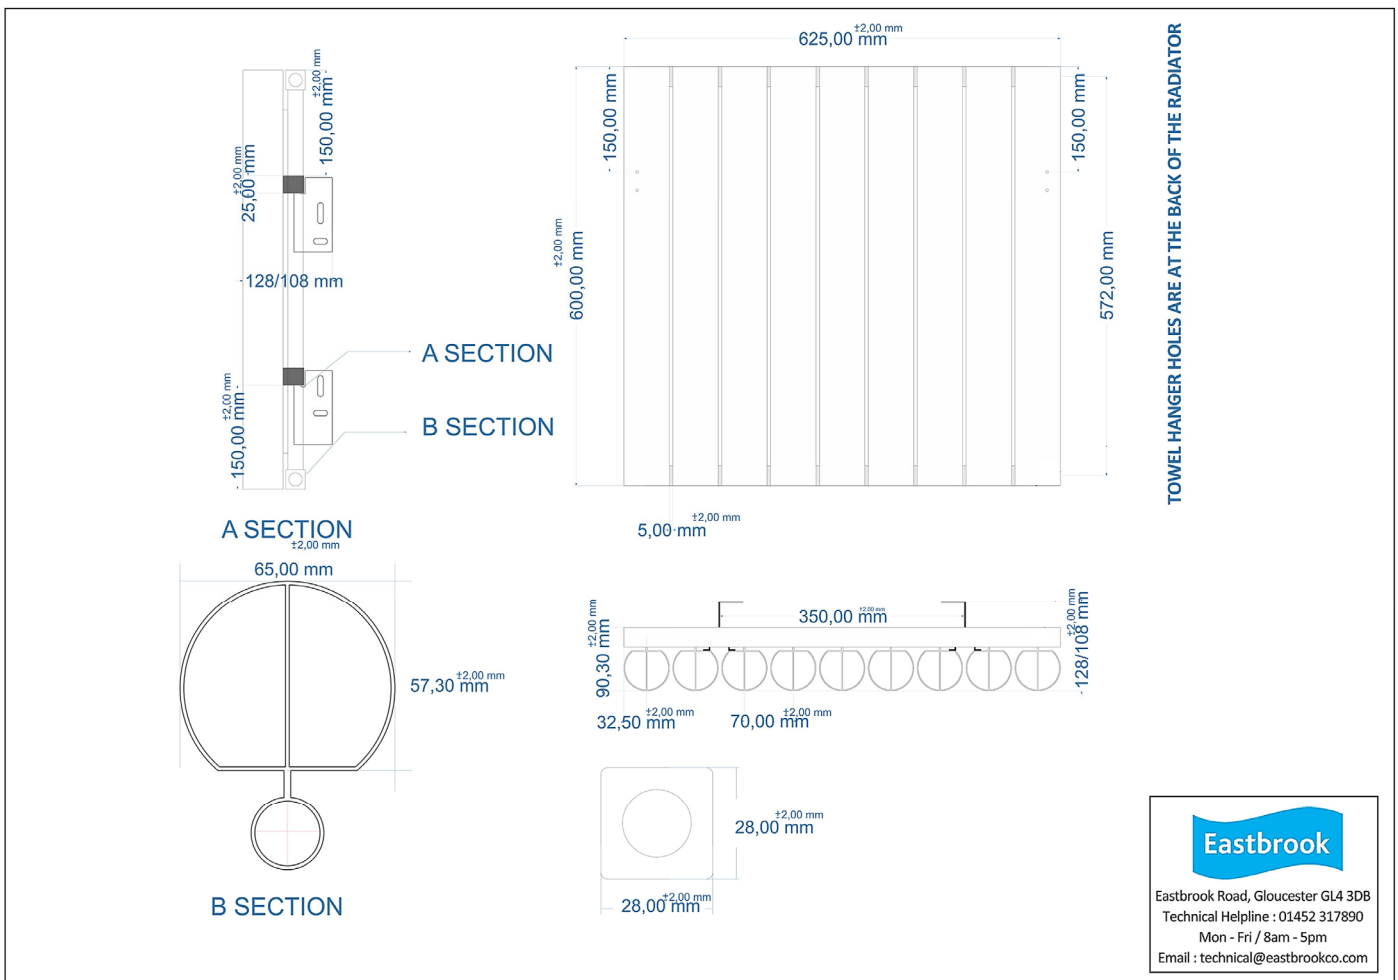 ±2,00 mm
625,00 mm
±2,00 mm
150,00 mm
±2,00 mm
25,00 mm
128/108 mm
A SECTION
B SECTION
±2,00 mm
150,00 mm
150,00 mm
150,00 mm
±2,00 mm
600,00 mm
572,00 mm
5,00 mm
±2,00 mm
TOWEL HANGER HOLES ARE AT THE BACK OF THE RADIATOR
A SECTION
±2,00 mm
65,00 mm
57,30 mm
±2,00 mm
B SECTION
350,00 mm
±2,00 mm
±2,00 mm
90,30 mm
±2,00 mm
128/108 mm
32,50 mm
±2,00 mm
70,00 mm
±2,00 mm
28,00 mm
±2,00 mm
28,00 mm
±2,00 mm
Eastbrook
Eastbrook Road, Gloucester GL4 3DB
Technical Helpline : 01452 317890
Mon - Fri / 8am - 5pm
Email : technical@eastbrookco.com